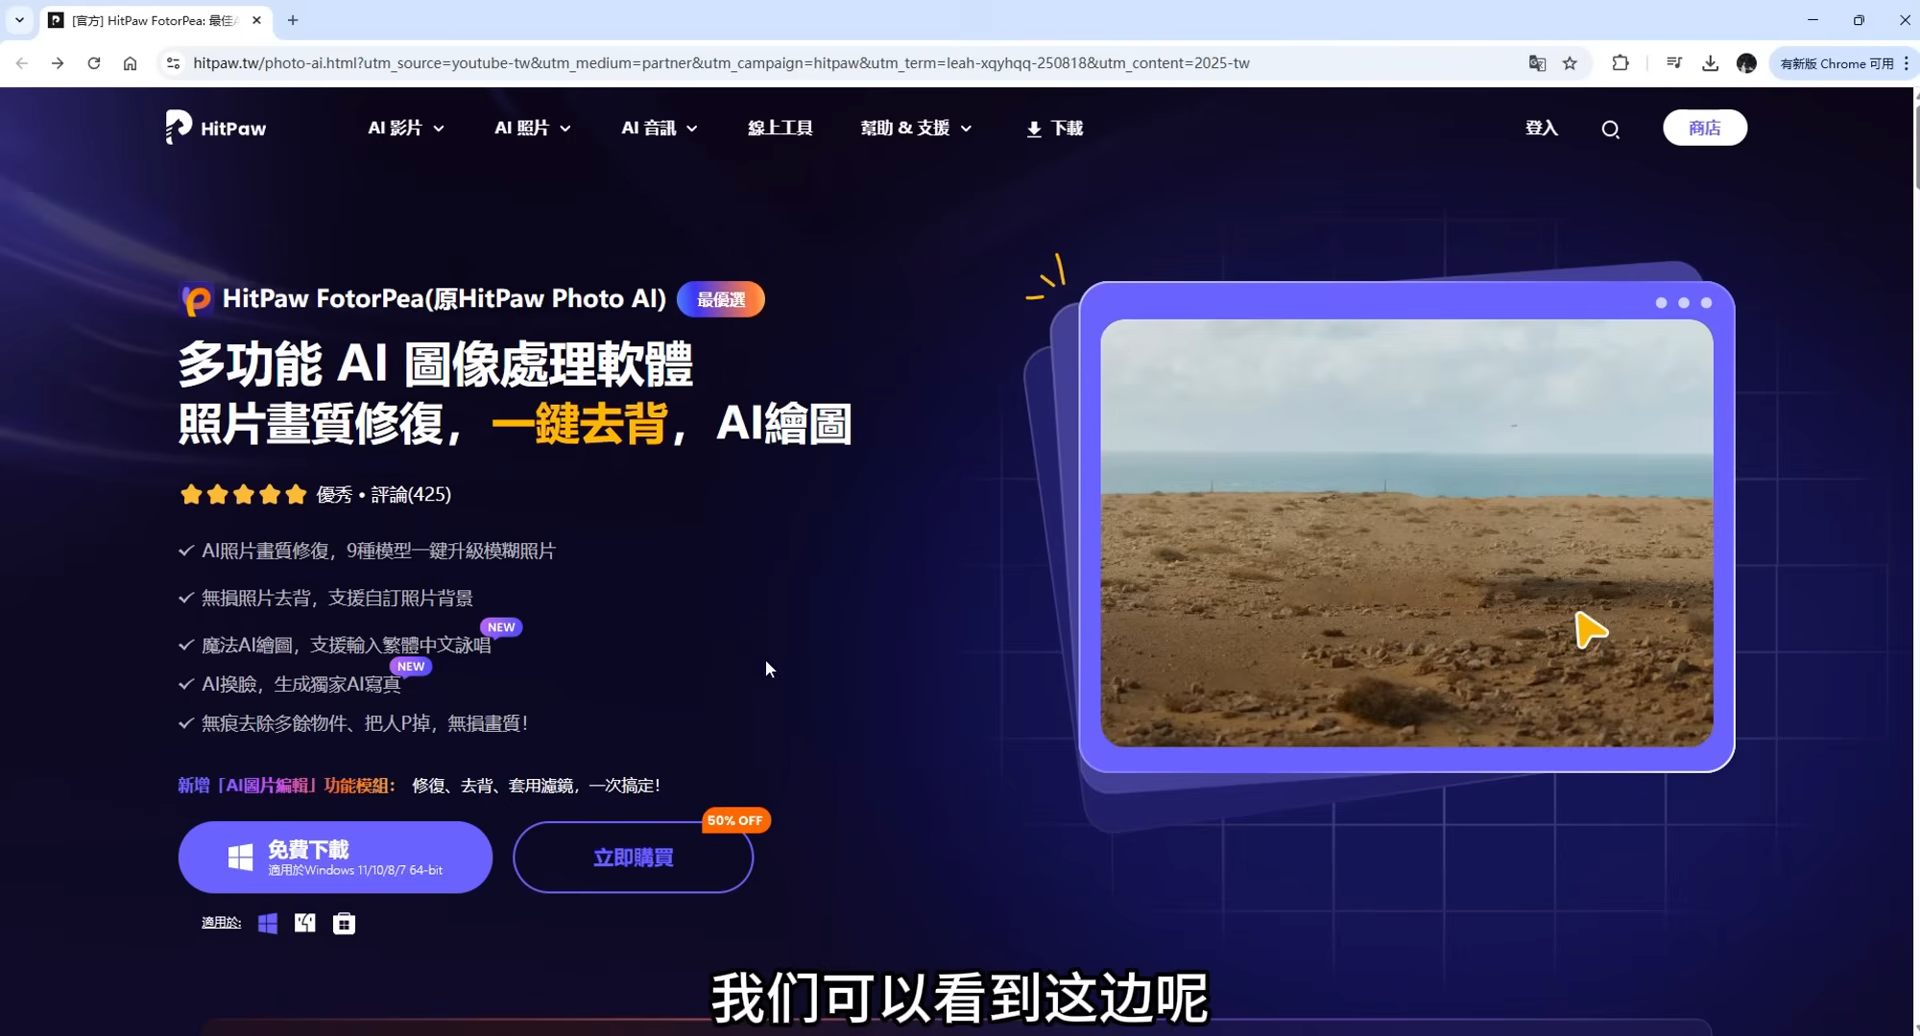 [官方] HitPaw FotorPea: 最佳A
hitpaw.tw/photo-ai.html?utm_source=youtube-tw&utm_medium=partner&utm_campaign=hitpaw&utm_term=leah-xqyhqq-250818&utm_content=2025-tw
有新版 Chrome 可用
HitPaw
AI 影片
AI 照片
AI 音訊
線上工具
幫助 & 支援
下載
登入
商店
HitPaw FotorPea(原HitPaw Photo AI)
最優選
多功能 AI 圖像處理軟體
照片畫質修復，一鍵去背，AI繪圖
優秀 • 評論(425)
AI照片畫質修復，9種模型一鍵升級模糊照片
無損照片去背，支援自訂照片背景
NEW
魔法AI繪圖，支援輸入繁體中文詠唱
NEW
AI換臉，生成獨家AI寫真
無痕去除多餘物件、把人P掉，無損畫質！
新增「AI圖片編輯」功能模組： 修復、去背、套用濾鏡，一次搞定！
50% OFF
免費下載
適用於Windows 11/10/8/7 64-bit
立即購買
適用於:
我们可以看到这边呢